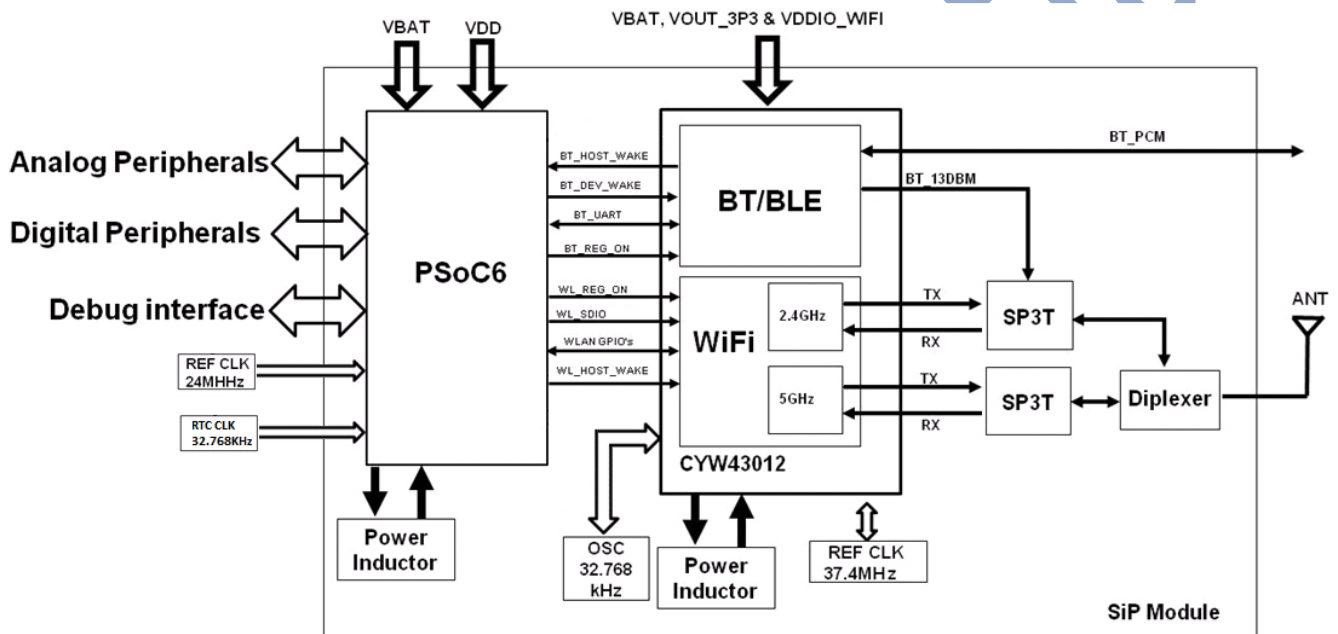 VBAT, VOUT_3P3 & VDDIO_WIFI
VBAT
VDD
Analog Peripherals
Digital Peripherals
Debug interface
REF CLK
24MHHz
RTC CLK
32.768KHz
PSoC6
BT_HOST_WAKE
BT_DEV_WAKE
BT_UART
BT_REG_ON
WL_REG_ON
WL_SDIO
WLAN GPIO's
WL_HOST_WAKE
BT/BLE
WiFi
2.4GHz
5GHz
CYW43012
BT_PCM
BT_13DBM
TX
RX
TX
RX
SP3T
SP3T
Diplexer
ANT
Power
Inductor
OSC
32.768
kHz
Power
Inductor
REF CLK
37.4MHz
SiP Module